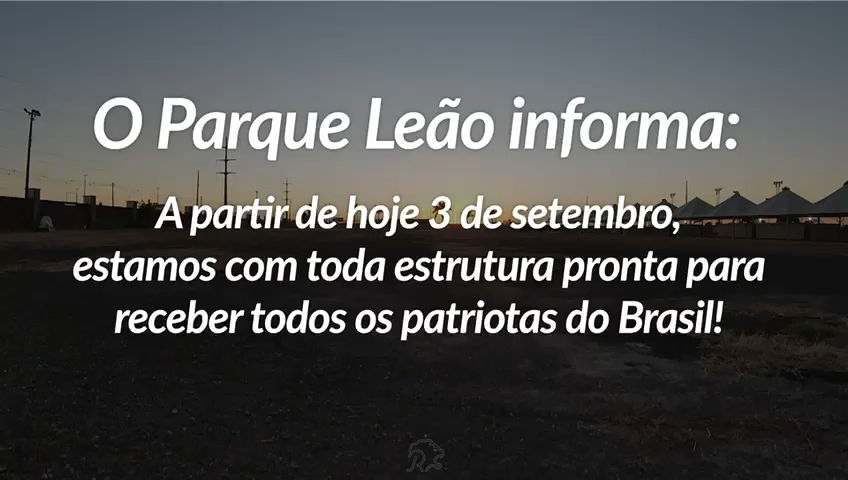 O Parque Leão informa:
A partir de hoje 3 de setembro,
estamos com toda estrutura pronta para
receber todos os patriotas do Brasil!